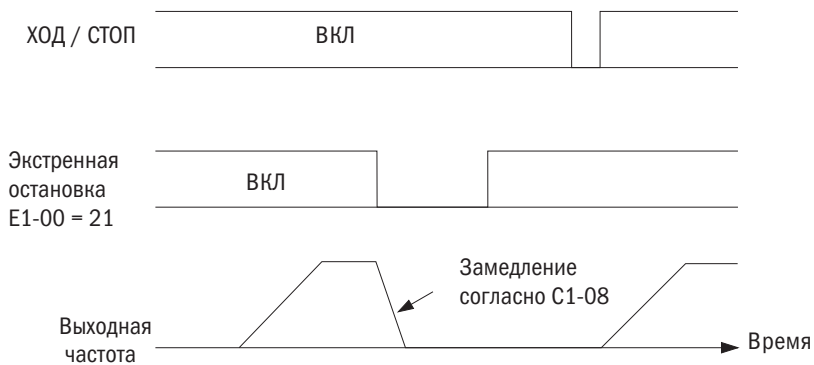 ХОД / СТОП
ВКЛ
Экстренная
остановка
E1-00 = 21
ВКЛ
Замедление
согласно C1-08
Выходная
частота
Время